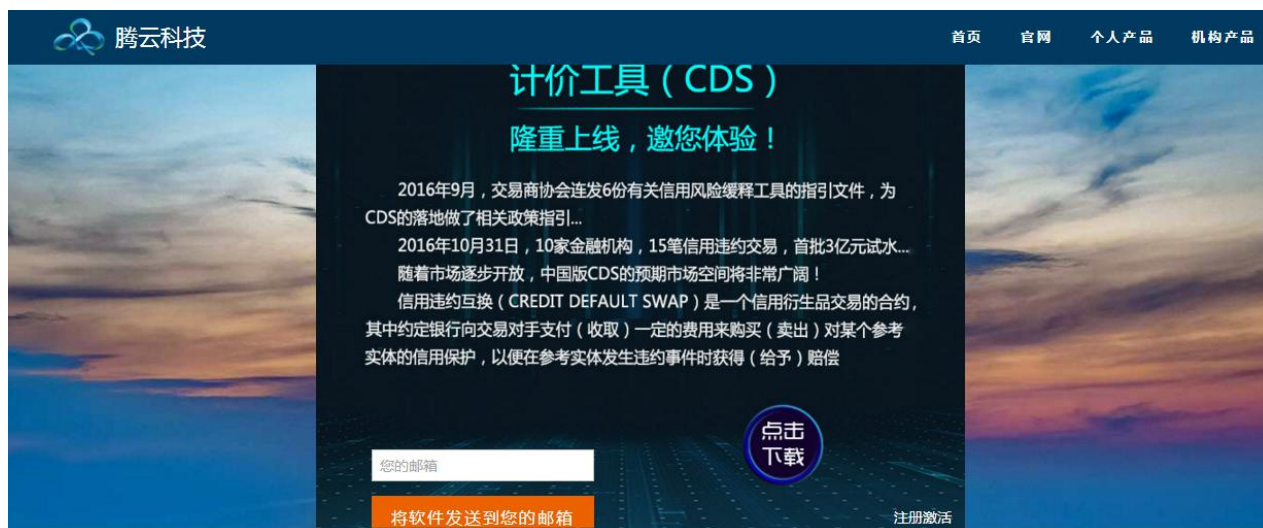 腾云科技
首页 官网 个人产品 机构产品
计价工具（CDS）
隆重上线，邀您体验！
2016年9月，交易商协会连发6份有关信用风险缓释工具的指引文件，为
CDS的落地做了相关政策指引...
2016年10月31日，10家金融机构，15笔信用违约交易，首批3亿元试水...
随着市场逐步开放，中国版CDS的预期市场空间将非常广阔！
信用违约互换（CREDIT DEFAULT SWAP）是一个信用衍生品交易的合约，
其中约定银行向交易对手支付（收取）一定的费用来购买（卖出）对某个参考
实体的信用保护，以便在参考实体发生违约事件时获得（给予）赔偿
点击
下载
您的邮箱
将软件发送到您的邮箱
注册激活